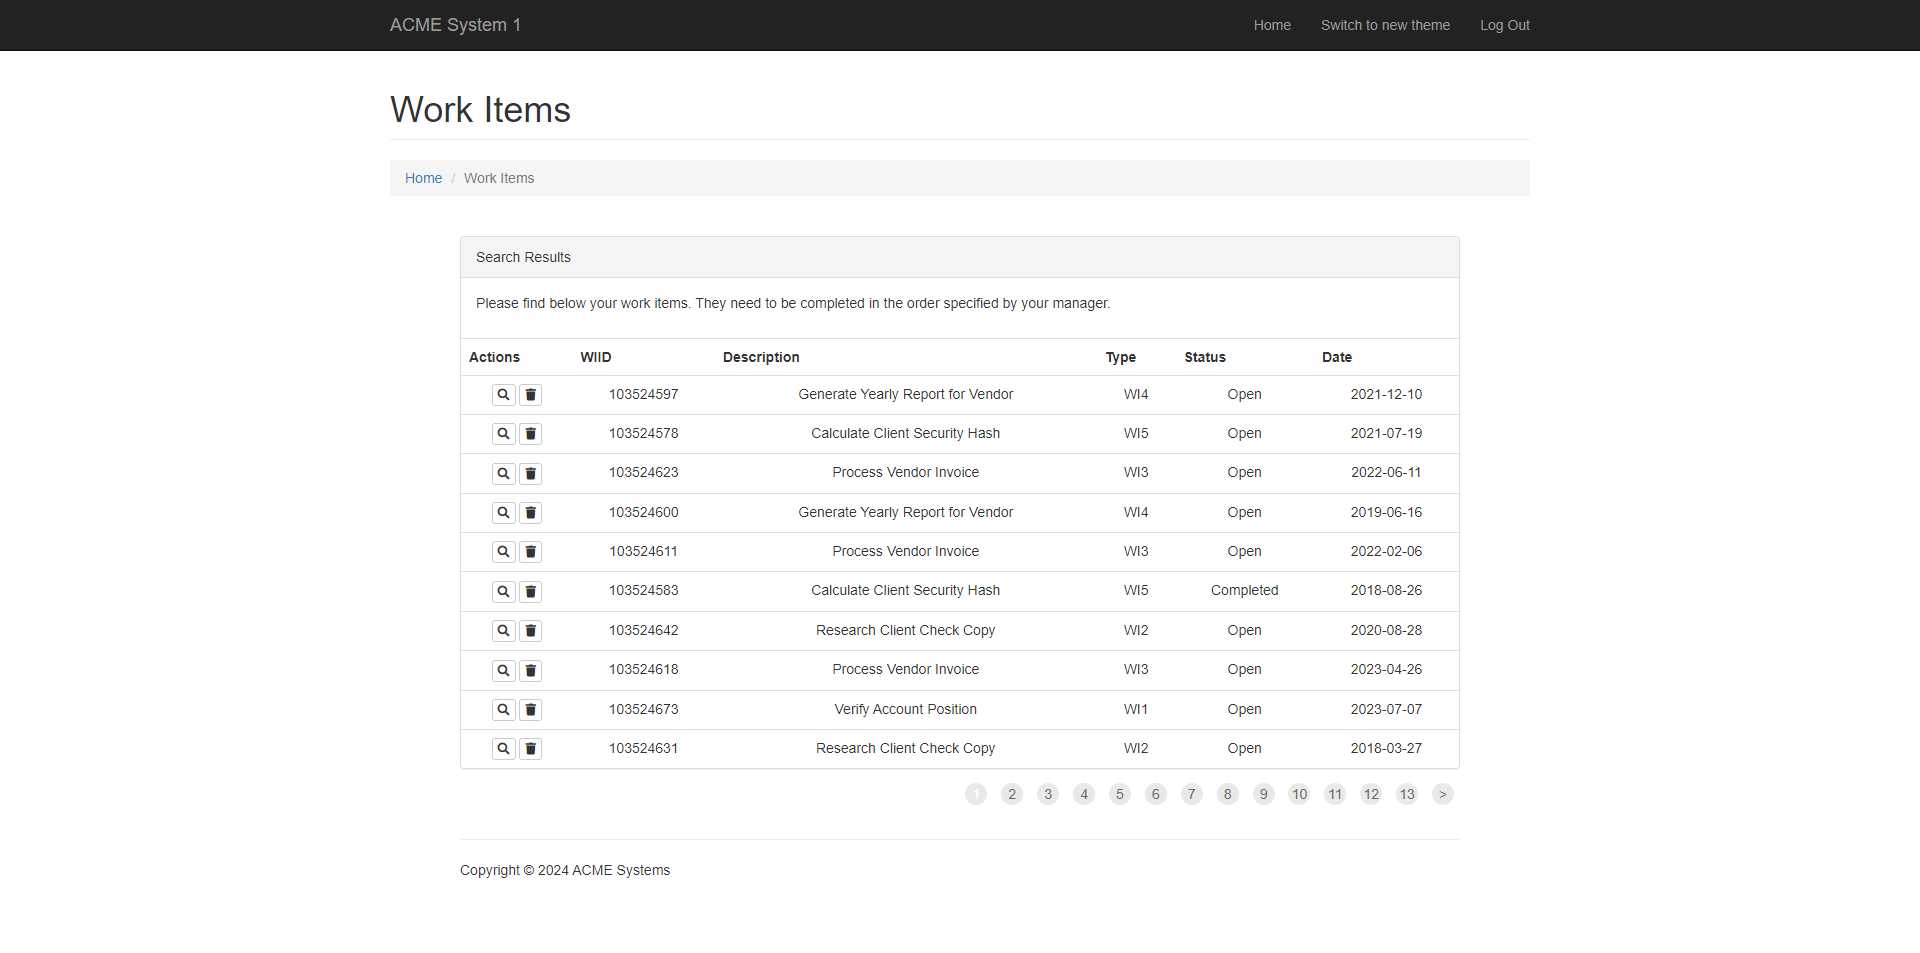 ACME System 1 Home Switch to new theme Log Out
Work Items
Home / Work Items
Search Results
Please find below your work items. They need to be completed in the order specified by your manager.
Actions WIID Description Type Status Date
103524597 Generate Yearly Report for Vendor WI4 Open 2021-12-10
103524578 Calculate Client Security Hash WI5 Open 2021-07-19
103524623 Process Vendor Invoice WI3 Open 2022-06-11
103524600 Generate Yearly Report for Vendor WI4 Open 2019-06-16
103524611 Process Vendor Invoice WI3 Open 2022-02-06
103524583 Calculate Client Security Hash WI5 Completed 2018-08-26
103524642 Research Client Check Copy WI2 Open 2020-08-28
103524618 Process Vendor Invoice WI3 Open 2023-04-26
103524673 Verify Account Position WI1 Open 2023-07-07
103524631 Research Client Check Copy WI2 Open 2018-03-27
1 2 3 4 5 6 7 8 9 10 11 12 13 >
Copyright © 2024 ACME Systems